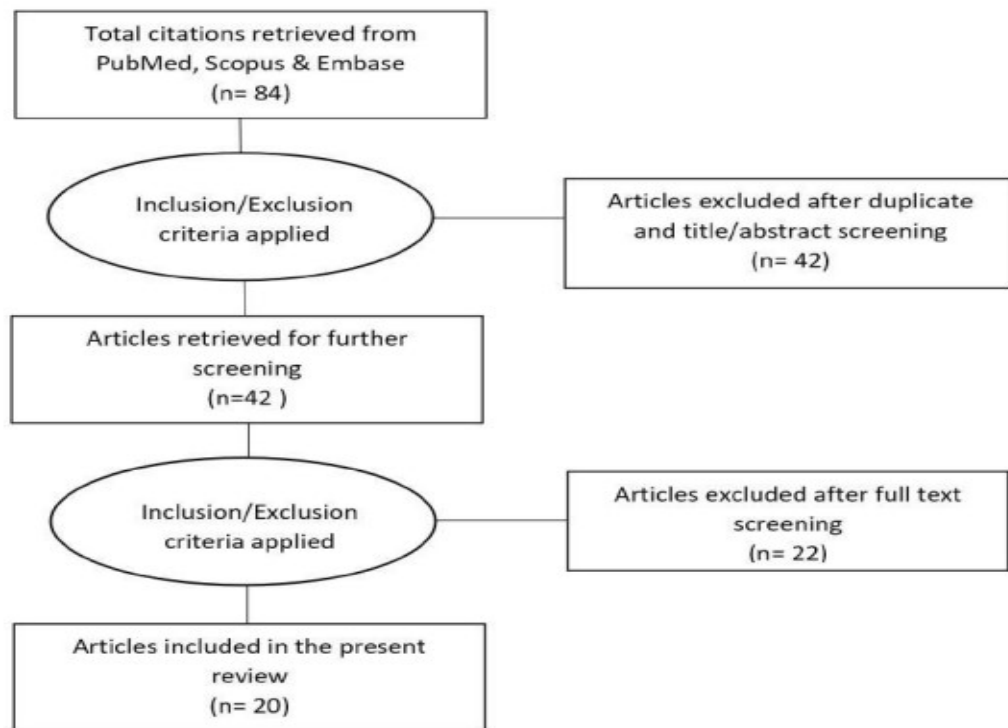 Total citations retrieved from
PubMed, Scopus & Embase
(n= 84)
Inclusion/Exclusion
criteria applied
Articles excluded after duplicate
and title/abstract screening
(n= 42)
Articles retrieved for further
screening
(n=42 )
Inclusion/Exclusion
criteria applied
Articles excluded after full text
screening
(n= 22)
Articles included in the present
review
(n= 20)